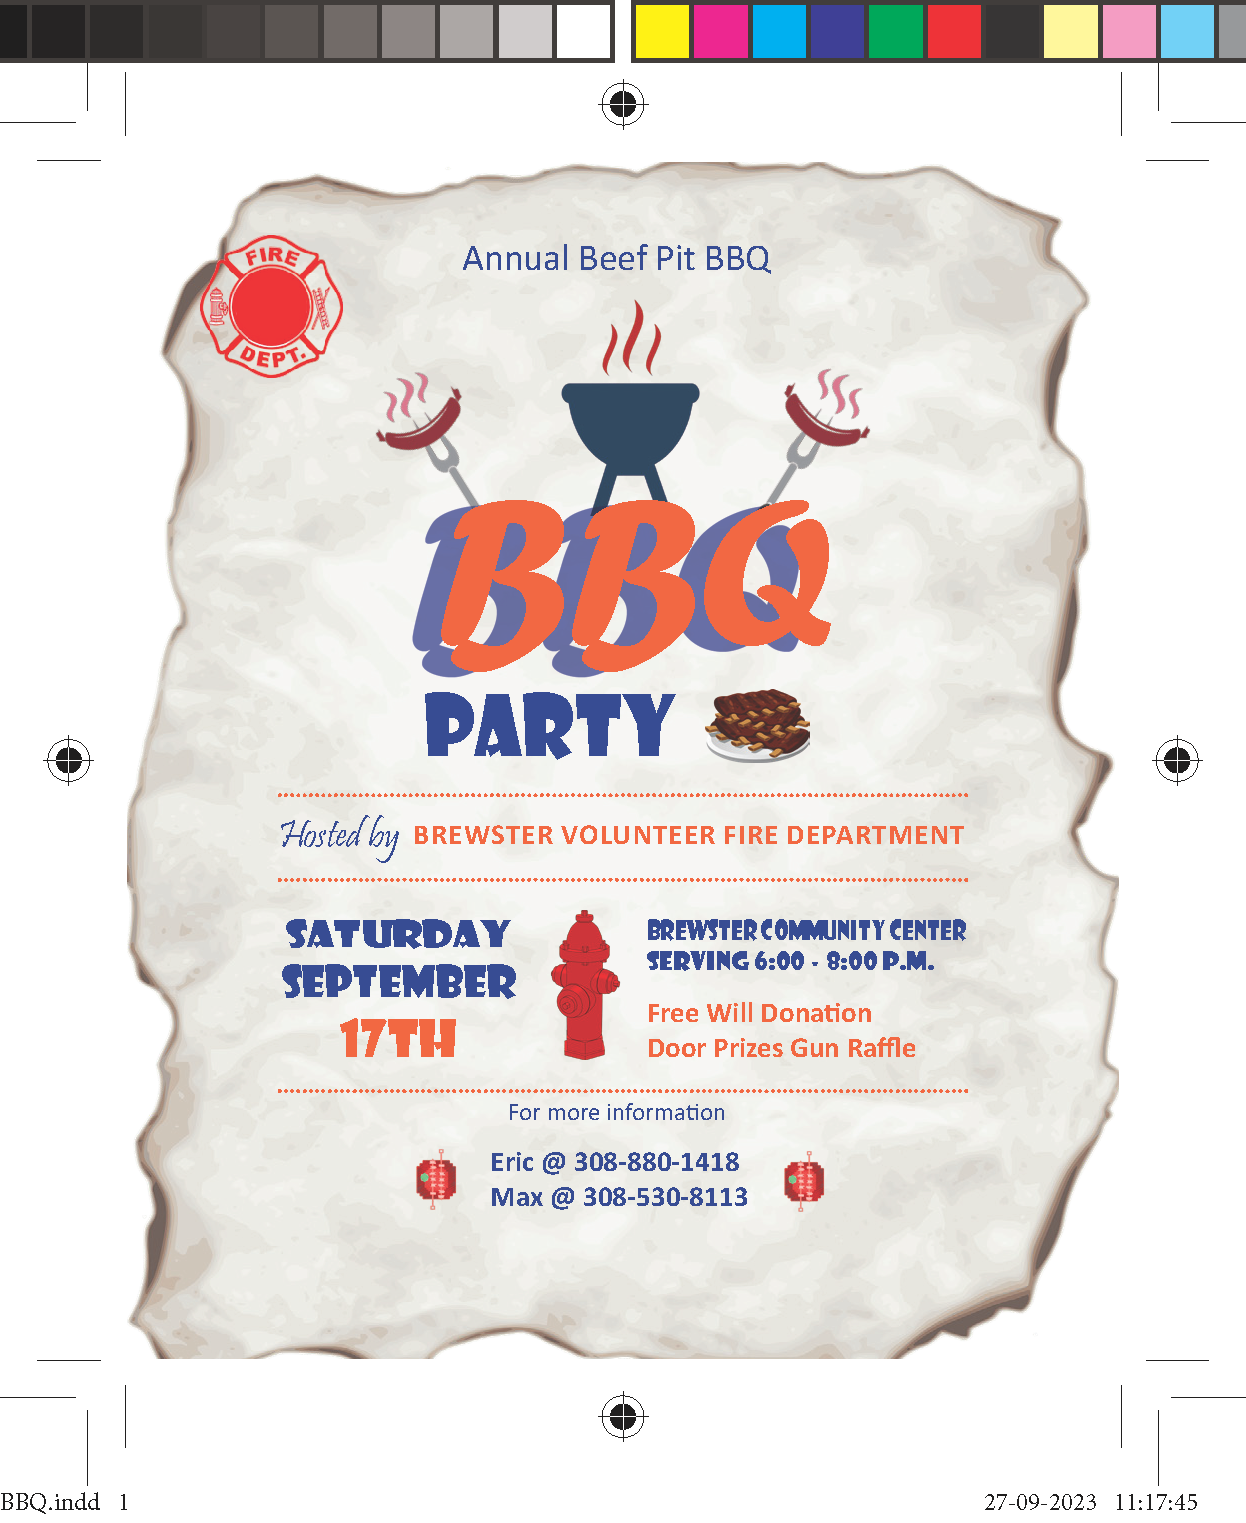 FIRE
DEPT.
Annual Beef Pit BBQ
BBQ
PARTY
Hosted by BREWSTER VOLUNTEER FIRE DEPARTMENT
SATURDAY
SEPTEMBER
17TH
BREWSTER COMMUNITY CENTER
SERVING 6:00 - 8:00 P.M.
Free Will Donation
Door Prizes Gun Raffle
For more information
Eric @ 308-880-1418
Max @ 308-530-8113
BBQ.indd 1
27-09-2023 11:17:45